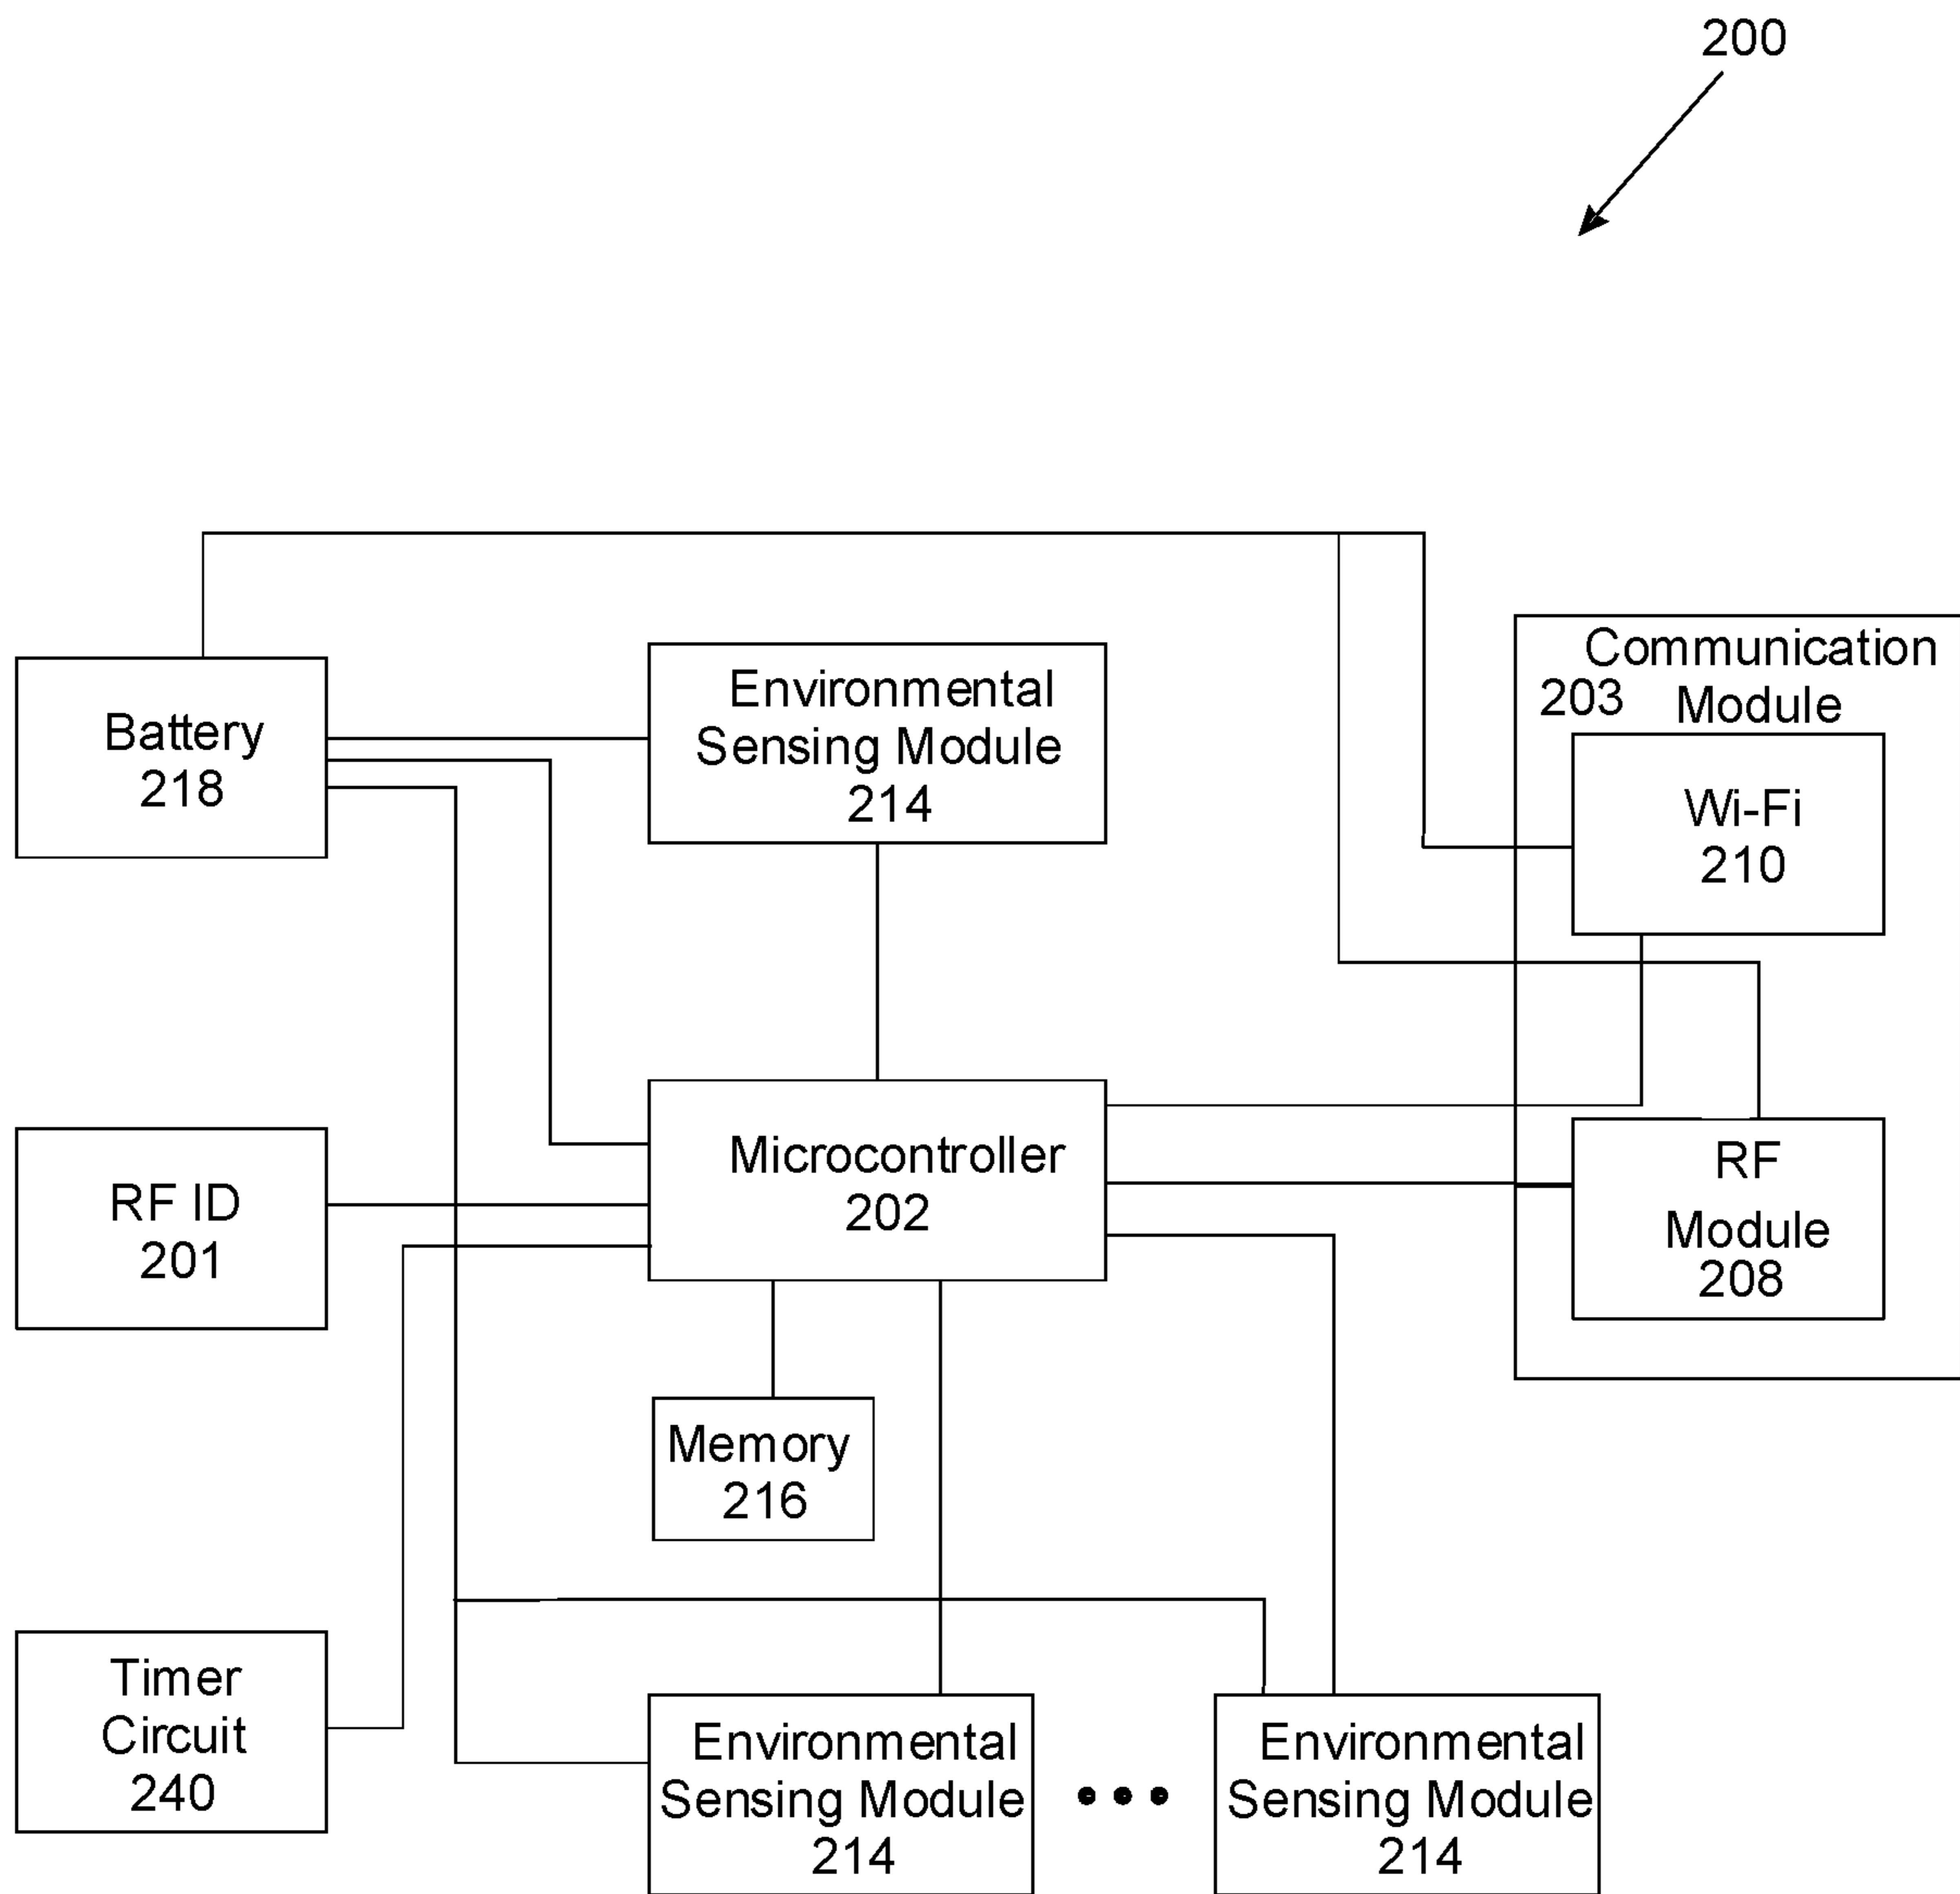 200
Battery
218
Environmental
Sensing Module
214
Communication
203 Module
Wi-Fi
210
RF ID
201
Microcontroller
202
RF
Module
208
Memory
216
Timer
Circuit
240
Environmental
Sensing Module
214
Environmental
Sensing Module
214